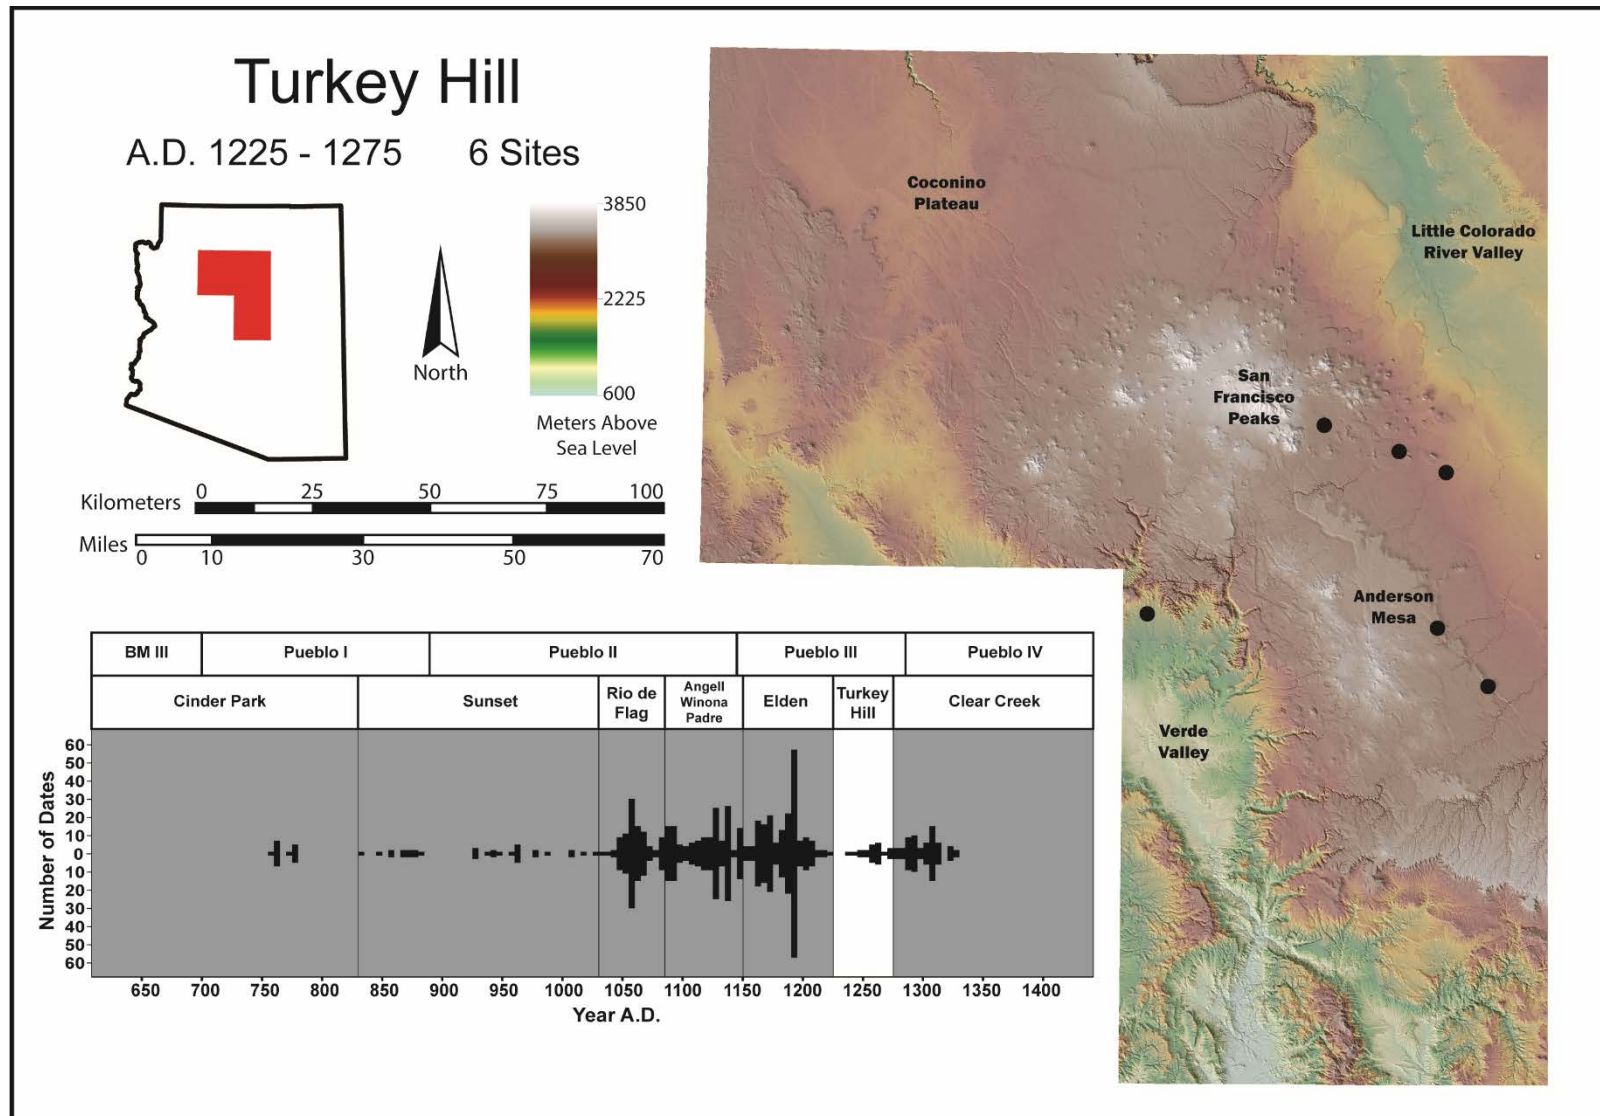 Turkey Hill
A.D. 1225 - 1275 6 Sites
3850
2225
600
Meters Above
Sea Level
North
Kilometers 0 25 50 75 100
Miles 0 10 30 50 70
Coconino
Plateau
Little Colorado
River Valley
San
Francisco
Peaks
Anderson
Mesa
Verde
Valley
BM III Pueblo I Pueblo II Pueblo III Pueblo IV
Cinder Park Sunset Rio de
Flag Angell
Winona
Padre Elden Turkey
Hill Clear Creek
Number of Dates
60
50
40
30
20
10
0
10
20
30
40
50
60
650 700 750 800 850 900 950 1000 1050 1100 1150 1200 1250 1300 1350 1400
Year A.D.